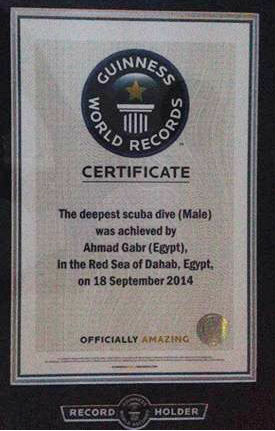 GUINNESS
WORLD RECORDS
CERTIFICATE
The deepest scuba dive (Male)
was achieved by
Ahmad Gabr (Egypt),
in the Red Sea of Dahab, Egypt,
on 18 September 2014
OFFICIALLY AMAZING
RECORD HOLDER